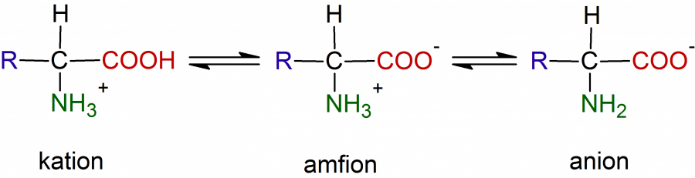 H H H
R C COOH R C COO⁻ R C COO⁻
NH₃⁺ NH₃⁺ NH₂
kation amfion anion